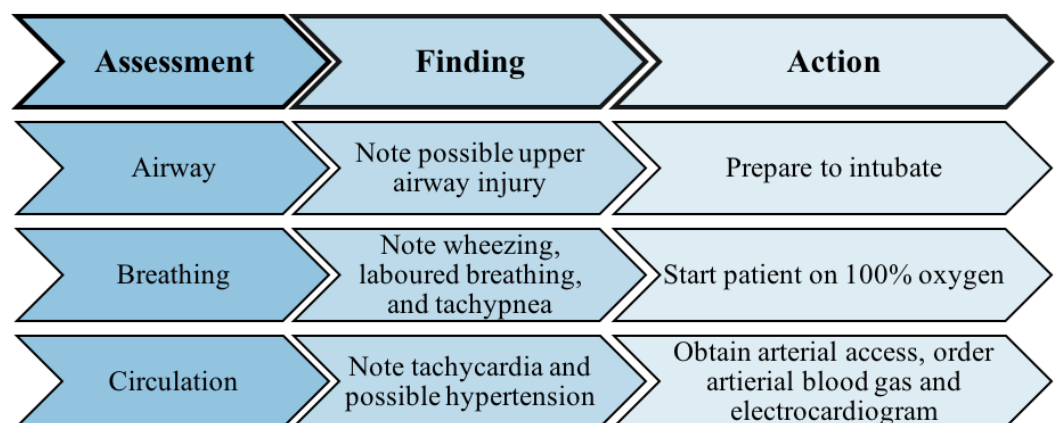 Assessment
Finding
Action
Airway
Note possible upper
airway injury
Prepare to intubate
Breathing
Note wheezing,
laboured breathing,
and tachypnea
Start patient on 100% oxygen
Circulation
Note tachycardia and
possible hypertension
Obtain arterial access, order
artierial blood gas and
electrocardiogram